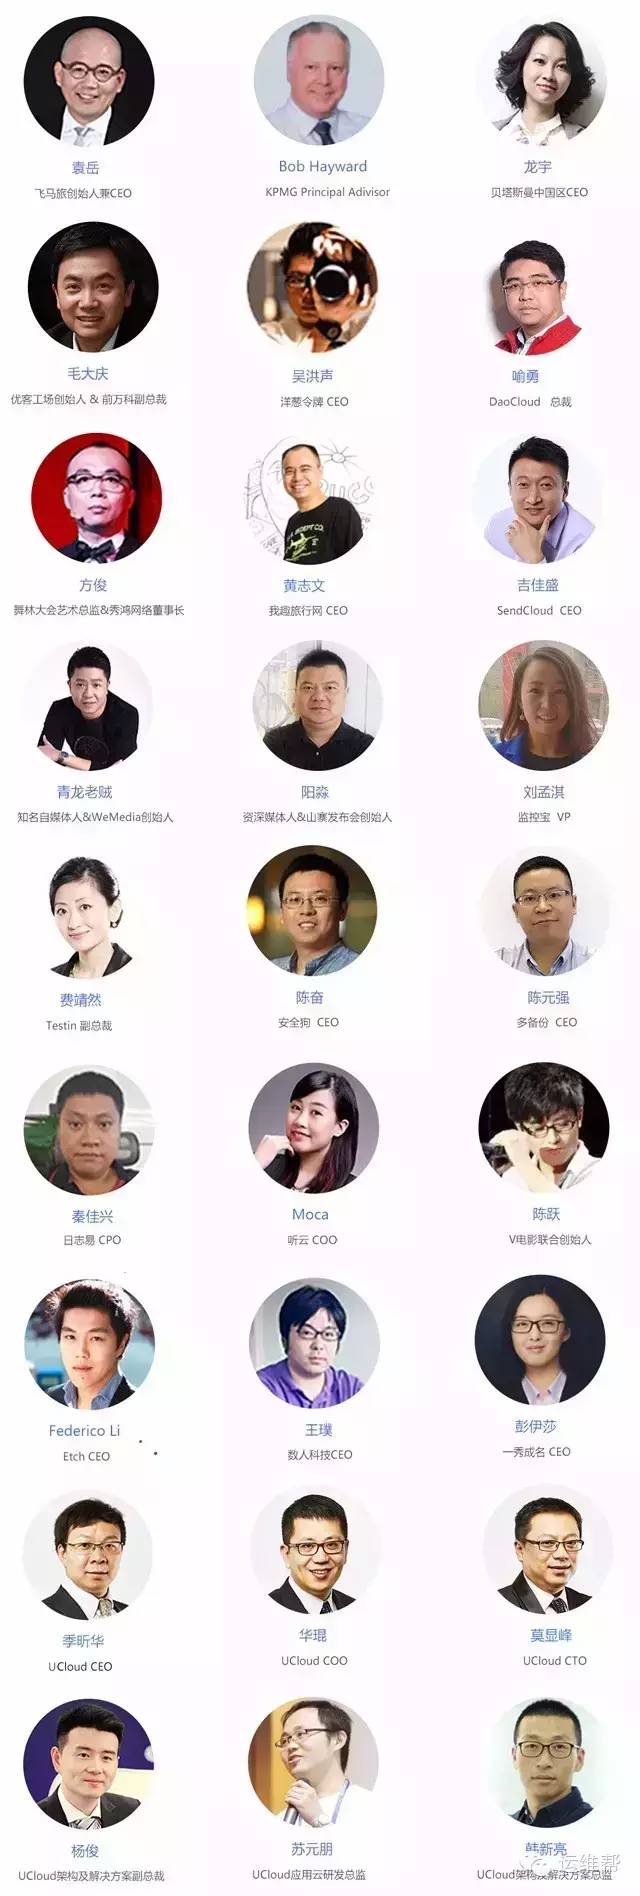 袁岳
Bob Hayward
龙宇
飞马旅创始人兼CEO
KPMG Principal Adivisor
贝塔斯曼中国区CEO
毛大庆
吴洪声
喻勇
优客工场创始人 & 前万科副总裁
洋葱令牌 CEO
DaoCloud 总裁
方俊
黄志文
吉佳盛
舞林大会艺术总监&秀鸿网络董事长
我趣旅行网 CEO
SendCloud CEO
青龙老贼
阳淼
刘孟淇
知名自媒体人&WeMedia创始人
资深媒体人&山寨发布会创始人
监控宝 VP
费靖然
陈奋
陈元强
Testin 副总裁
安全狗 CEO
多备份 CEO
秦佳兴
Moca
陈跃
日志易 CPO
听云 COO
V电影联合创始人
Federico Li
王璞
彭伊莎
Etch CEO
数人科技CEO
一秀成名 CEO
季昕华
华琨
莫显峰
UCloud CEO
UCloud COO
UCloud CTO
杨俊
苏元朋
韩新亮
运维帮
UCloud架构及解决方案副总裁
UCloud应用云研发总监
UCloud架构及解决方案总监